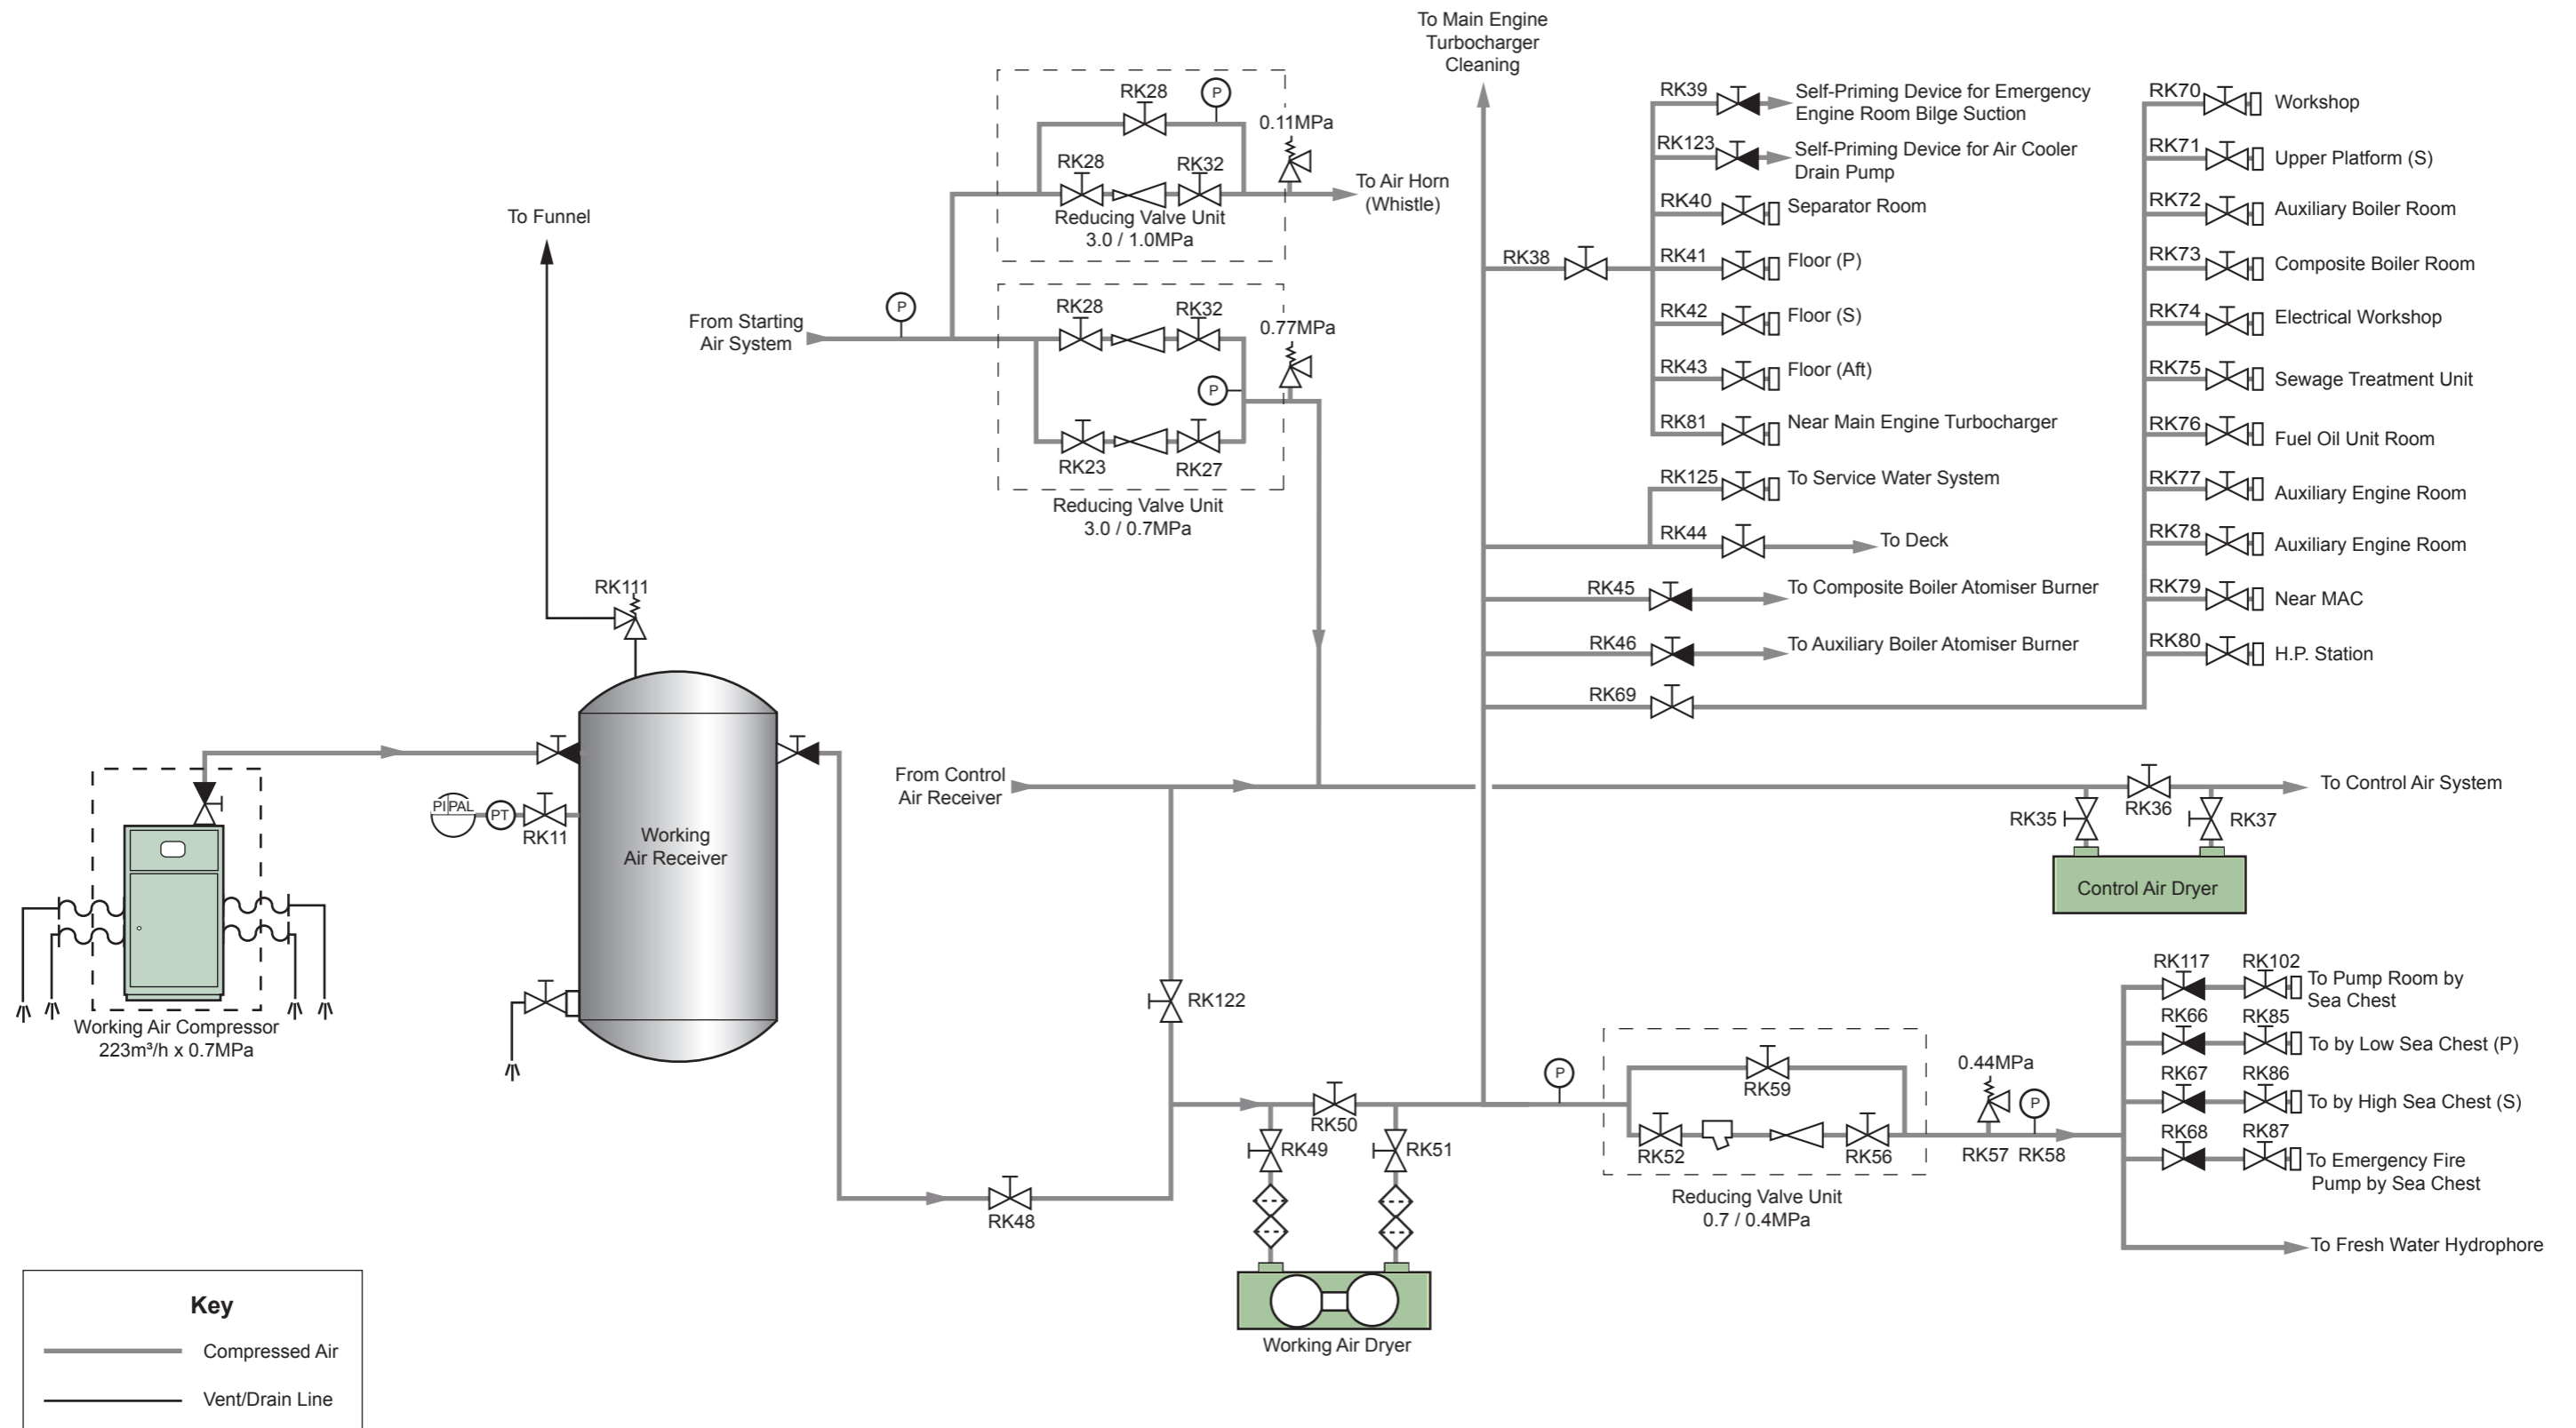 To Main Engine
Turbocharger
Cleaning
RK28
P
0.11MPa
RK28
RK32
To Air Horn
(Whistle)
Reducing Valve Unit
3.0 / 1.0MPa
To Funnel
From Starting
Air System
P
RK28
RK32
0.77MPa
P
RK23
RK27
Reducing Valve Unit
3.0 / 0.7MPa
RK38
RK39
Self-Priming Device for Emergency
Engine Room Bilge Suction
RK123
Self-Priming Device for Air Cooler
Drain Pump
RK40
Separator Room
RK41
Floor (P)
RK42
Floor (S)
RK43
Floor (Aft)
RK81
Near Main Engine Turbocharger
RK125
To Service Water System
RK44
To Deck
RK45
To Composite Boiler Atomiser Burner
RK46
To Auxiliary Boiler Atomiser Burner
RK69
RK70
Workshop
RK71
Upper Platform (S)
RK72
Auxiliary Boiler Room
RK73
Composite Boiler Room
RK74
Electrical Workshop
RK75
Sewage Treatment Unit
RK76
Fuel Oil Unit Room
RK77
Auxiliary Engine Room
RK78
Auxiliary Engine Room
RK79
Near MAC
RK80
H.P. Station
RK111
PI PAL
PT
RK11
Working
Air Receiver
Working Air Compressor
223m³/h x 0.7MPa
From Control
Air Receiver
To Control Air System
RK35
RK36
RK37
Control Air Dryer
RK122
RK48
RK50
RK49
RK51
Working Air Dryer
P
RK59
RK52
RK56
Reducing Valve Unit
0.7 / 0.4MPa
0.44MPa
P
RK57
RK58
RK117
RK102
To Pump Room by
Sea Chest
RK66
RK85
To by Low Sea Chest (P)
RK67
RK86
To by High Sea Chest (S)
RK68
RK87
To Emergency Fire
Pump by Sea Chest
To Fresh Water Hydrophore
Key
Compressed Air
Vent/Drain Line